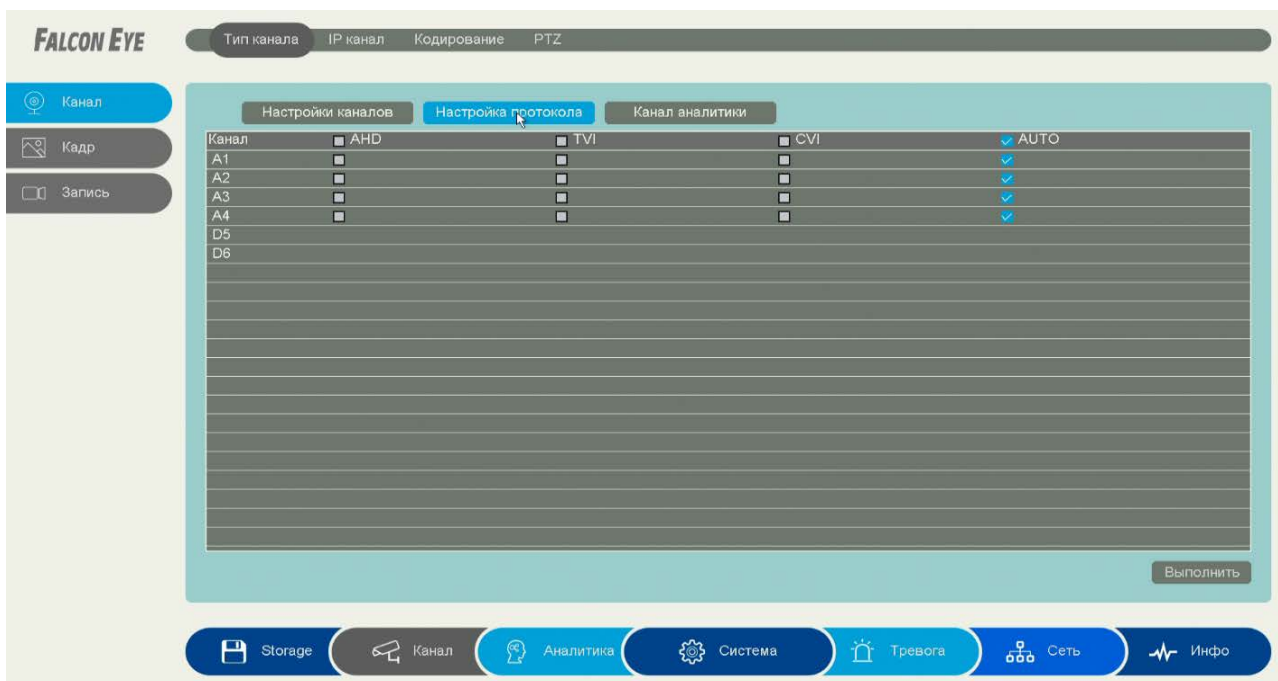 FALCON EYE
Тип канала IP канал Кодирование PTZ
Канал
Кадр
Запись
Настройки каналов Настройка протокола Канал аналитики
Канал AHD TVI CVI AUTO
A1
A2
A3
A4
D5
D6
Выполнить
Storage Канал Аналитика Система Тревога Сеть Инфо